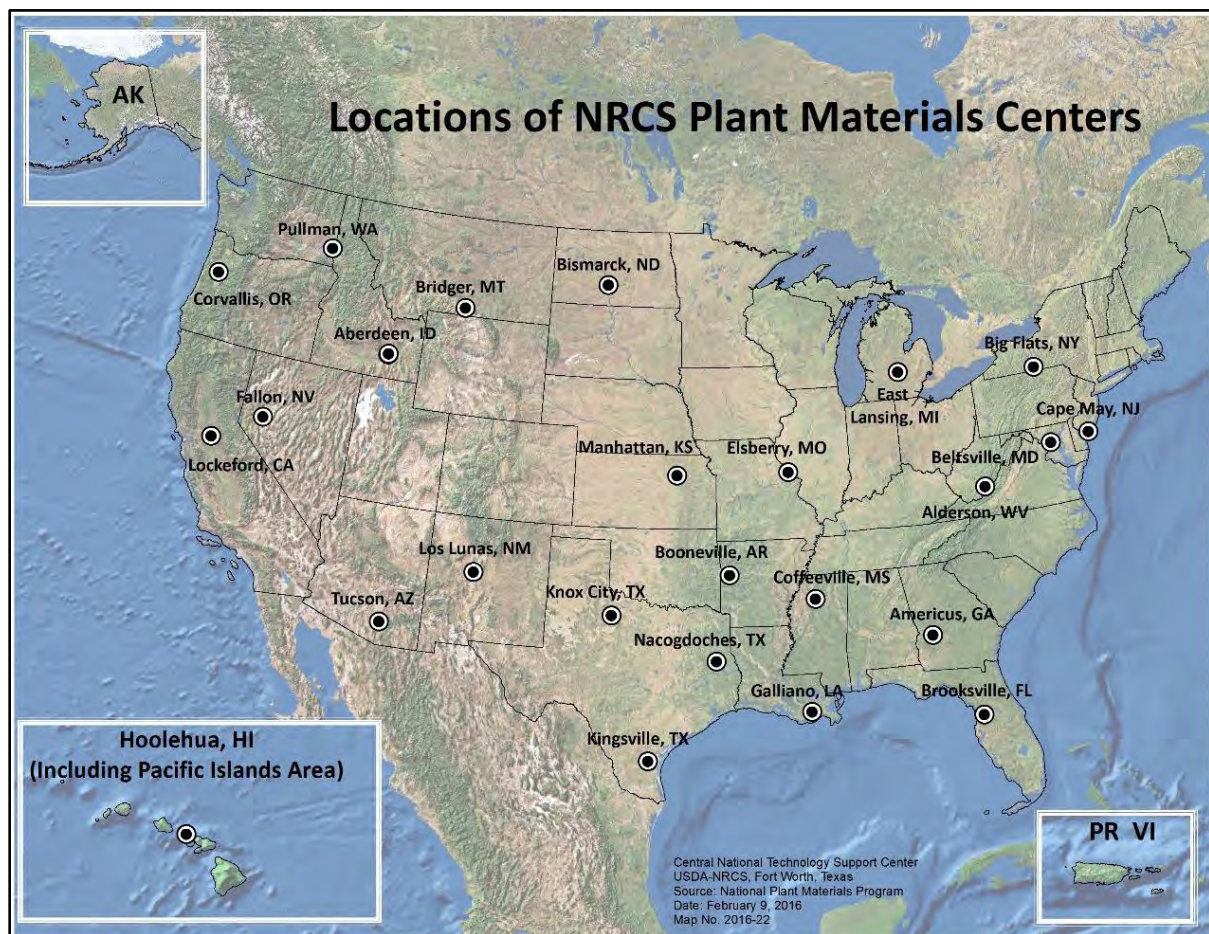 AK
Locations of NRCS Plant Materials Centers
Pullman, WA
Corvallis, OR
Bridger, MT
Bismarck, ND
Aberdeen, ID
Big Flats, NY
East
Lansing, MI
Fallon, NV
Cape May, NJ
Lockeford, CA
Manhattan, KS
Elsberry, MO
Beltsville, MD
Alderson, WV
Los Lunas, NM
Booneville, AR
Coffeeville, MS
Tucson, AZ
Knox City, TX
Americus, GA
Nacogdoches, TX
Galliano, LA
Brooksville, FL
Kingsville, TX
Hoolehua, HI
(Including Pacific Islands Area)
PR VI
Central National Technology Support Center
USDA-NRCS, Fort Worth, Texas
Source: National Plant Materials Program
Date: February 9, 2016
Map No. 2016-22